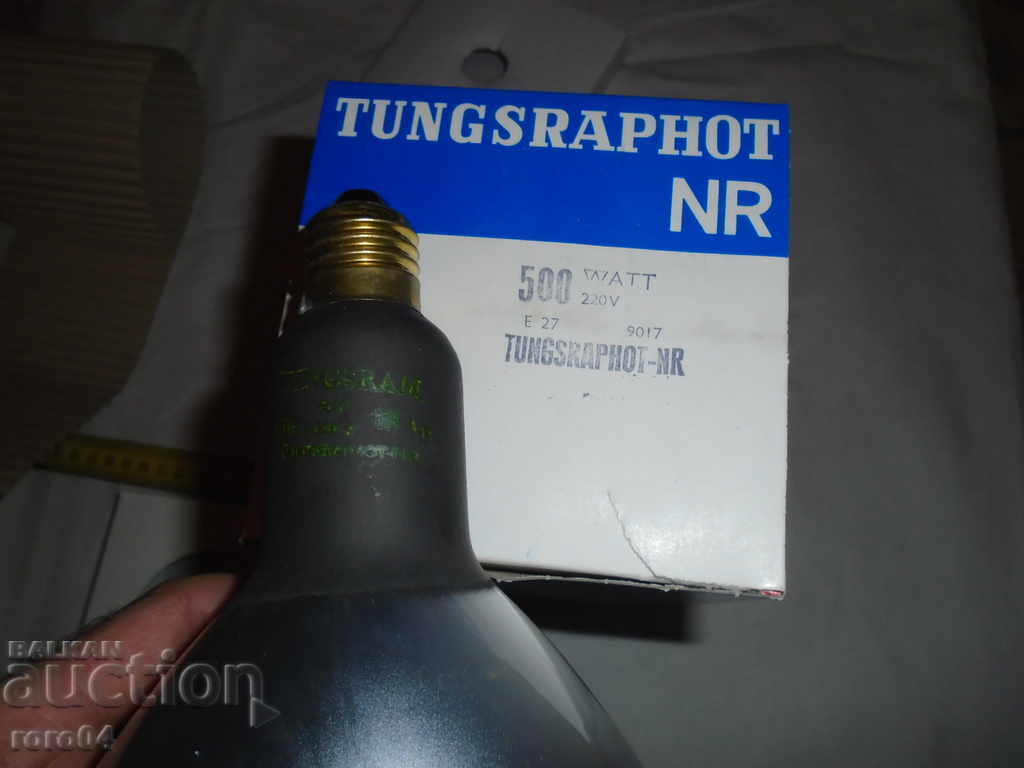 TUNGSRAPHOT
NR
500 WATT
220V
E 27 9017
TUNGSRAPHOT-NR
TUNGSRAM
BALKAN
auction
roro04